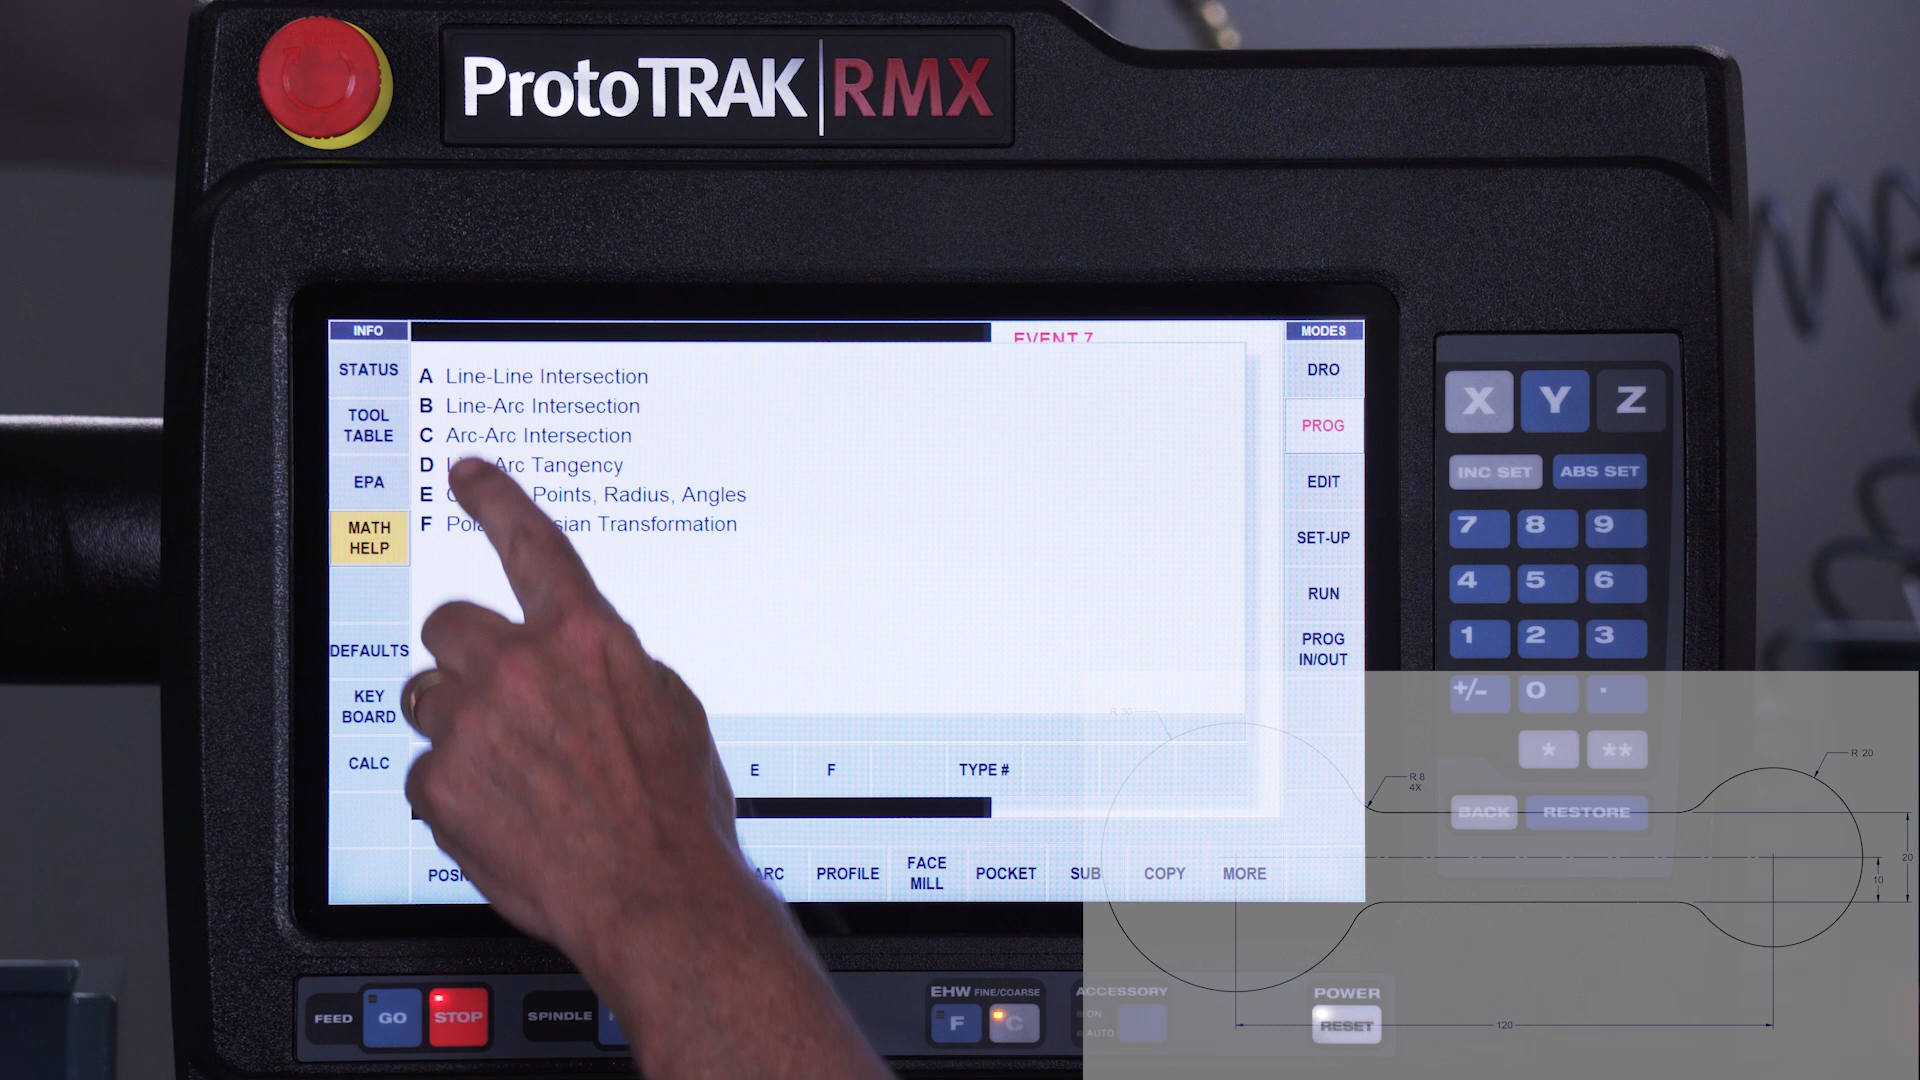 ProtoTRAK RMX
INFO
STATUS
TOOL
TABLE
EPA
MATH
HELP
DEFAULTS
KEY
BOARD
CALC
EVENT 7
A Line-Line Intersection
B Line-Arc Intersection
C Arc-Arc Intersection
D Arc Tangency
E Points, Radius, Angles
F Transformation
E F TYPE #
ARC PROFILE FACE
MILL POCKET SUB COPY MORE
MODES
DRO
PROG
EDIT
SET-UP
RUN
PROG
IN/OUT
X Y Z
INC SET ABS SET
7 8 9
4 5 6
1 2 3
+/- 0 .
* **
BACK RESTORE
R 30
R 8
4X
R 20
20
10
120
FEED GO STOP SPINDLE
EHW FINE/COARSE
F C
ACCESSORY
ON
AUTO
POWER
RESET